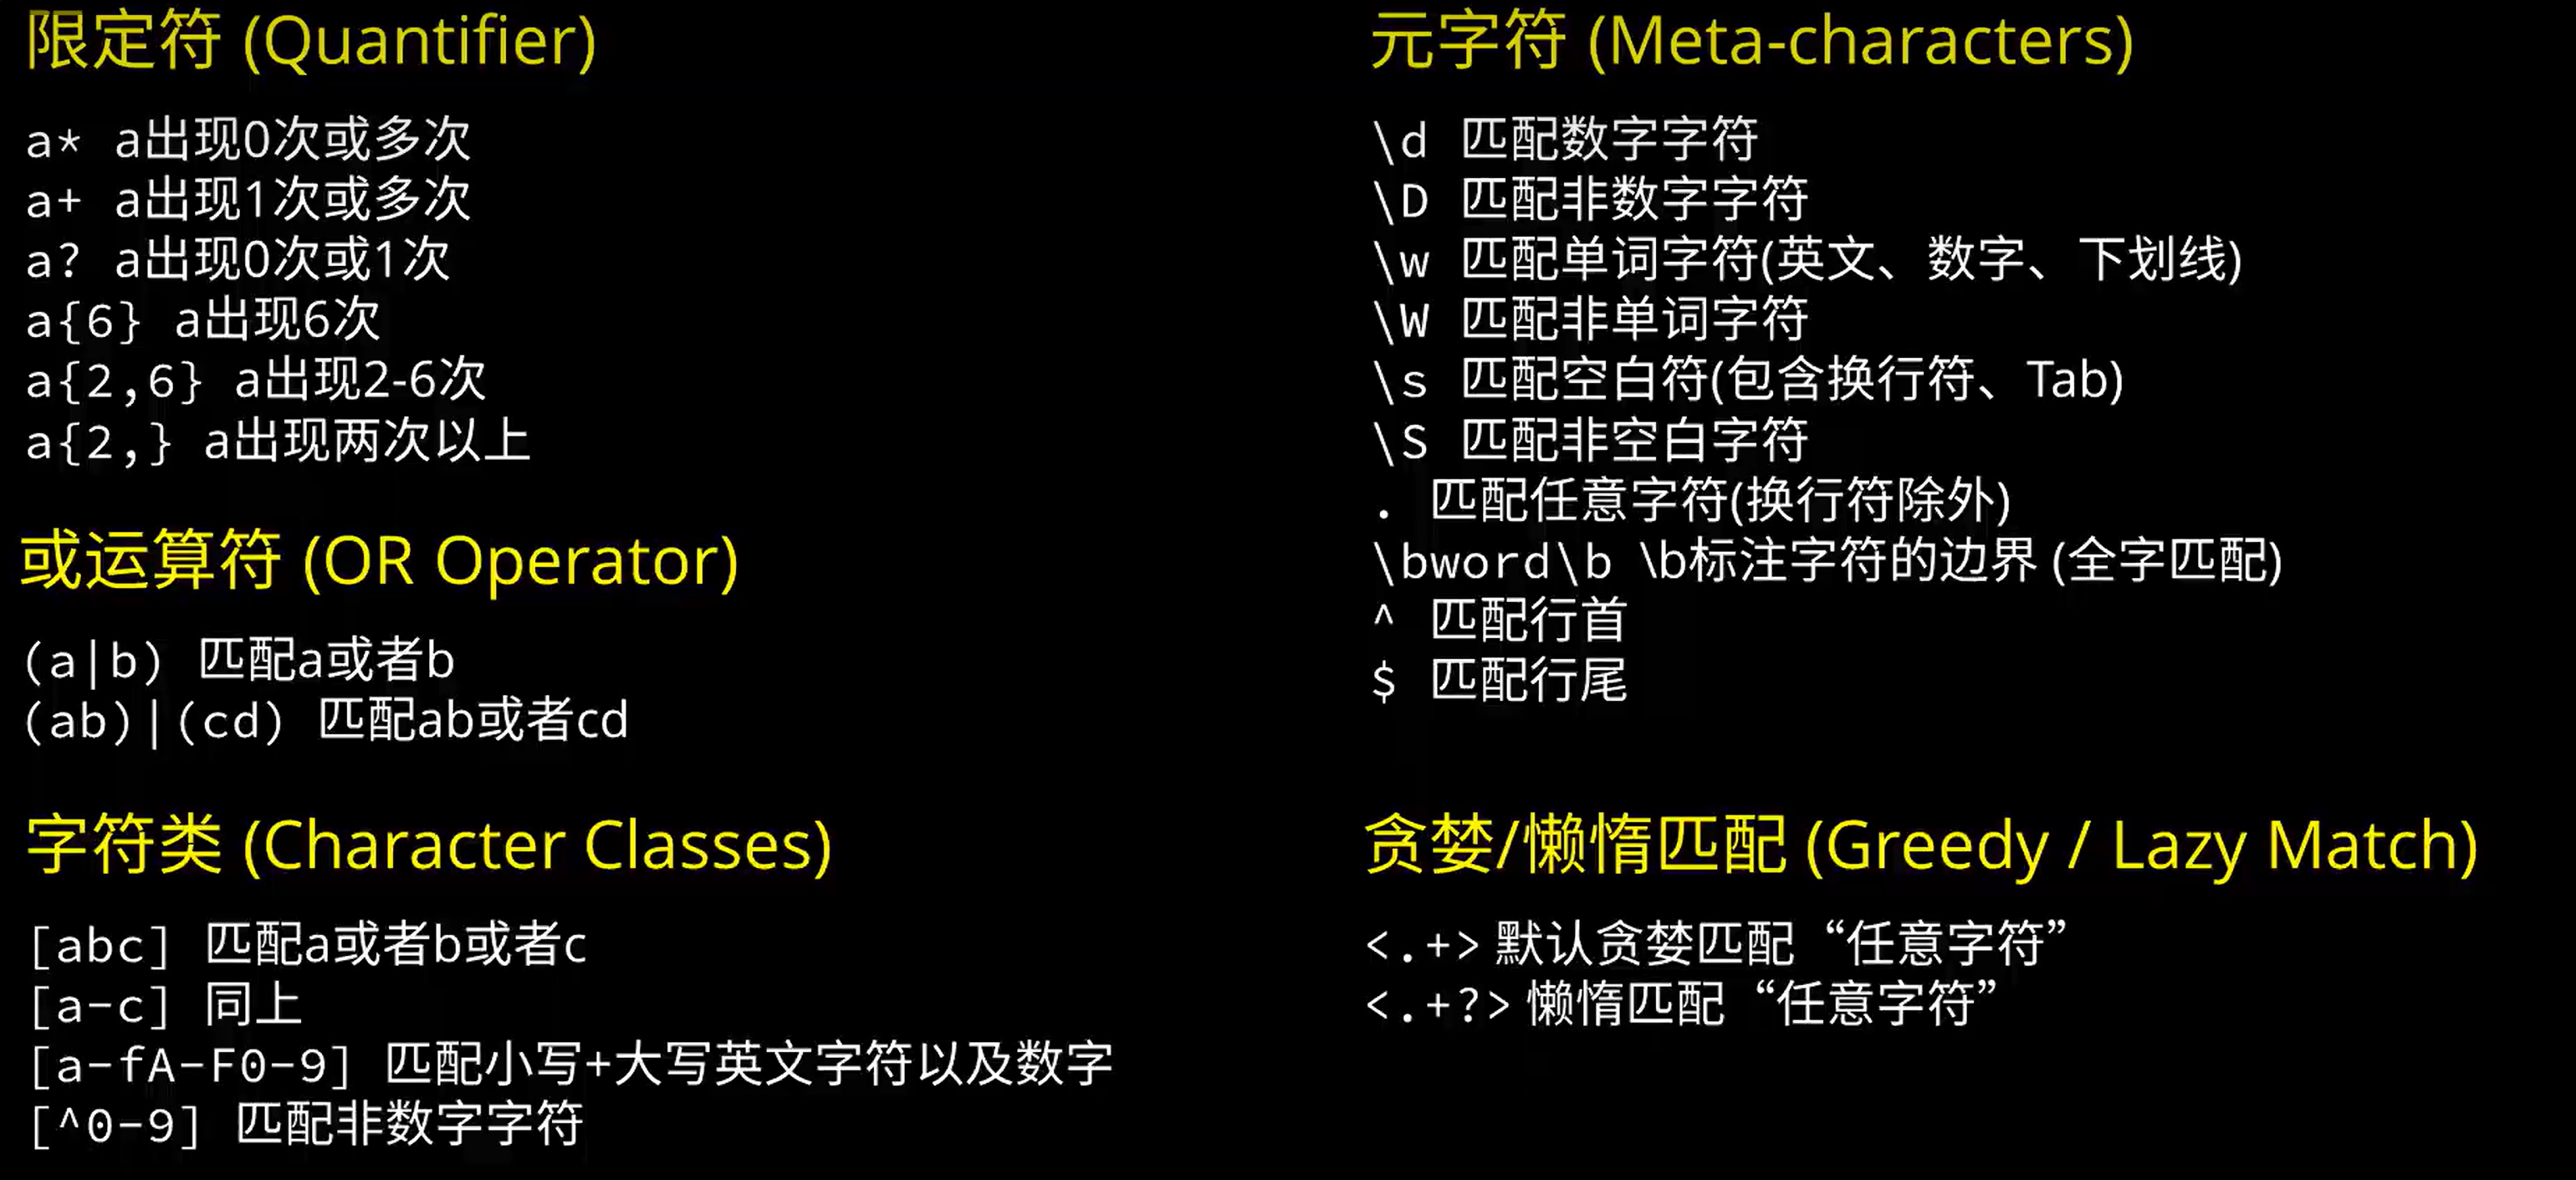 限定符 (Quantifier)
a* a出现0次或多次
a+ a出现1次或多次
a? a出现0次或1次
a{6} a出现6次
a{2,6} a出现2-6次
a{2,} a出现两次以上
或运算符 (OR Operator)
(a|b) 匹配a或者b
(ab)|(cd) 匹配ab或者cd
字符类 (Character Classes)
[abc] 匹配a或者b或者c
[a-c] 同上
[a-fA-F0-9] 匹配小写+大写英文字符以及数字
[^0-9] 匹配非数字字符
元字符 (Meta-characters)
\d 匹配数字字符
\D 匹配非数字字符
\w 匹配单词字符(英文、数字、下划线)
\W 匹配非单词字符
\s 匹配空白符(包含换行符、Tab)
\S 匹配非空白字符
. 匹配任意字符(换行符除外)
\bword\b \b标注字符的边界 (全字匹配)
^ 匹配行首
$ 匹配行尾
贪婪/懒惰匹配 (Greedy / Lazy Match)
<.+> 默认贪婪匹配“任意字符”
<.+?> 懒惰匹配“任意字符”